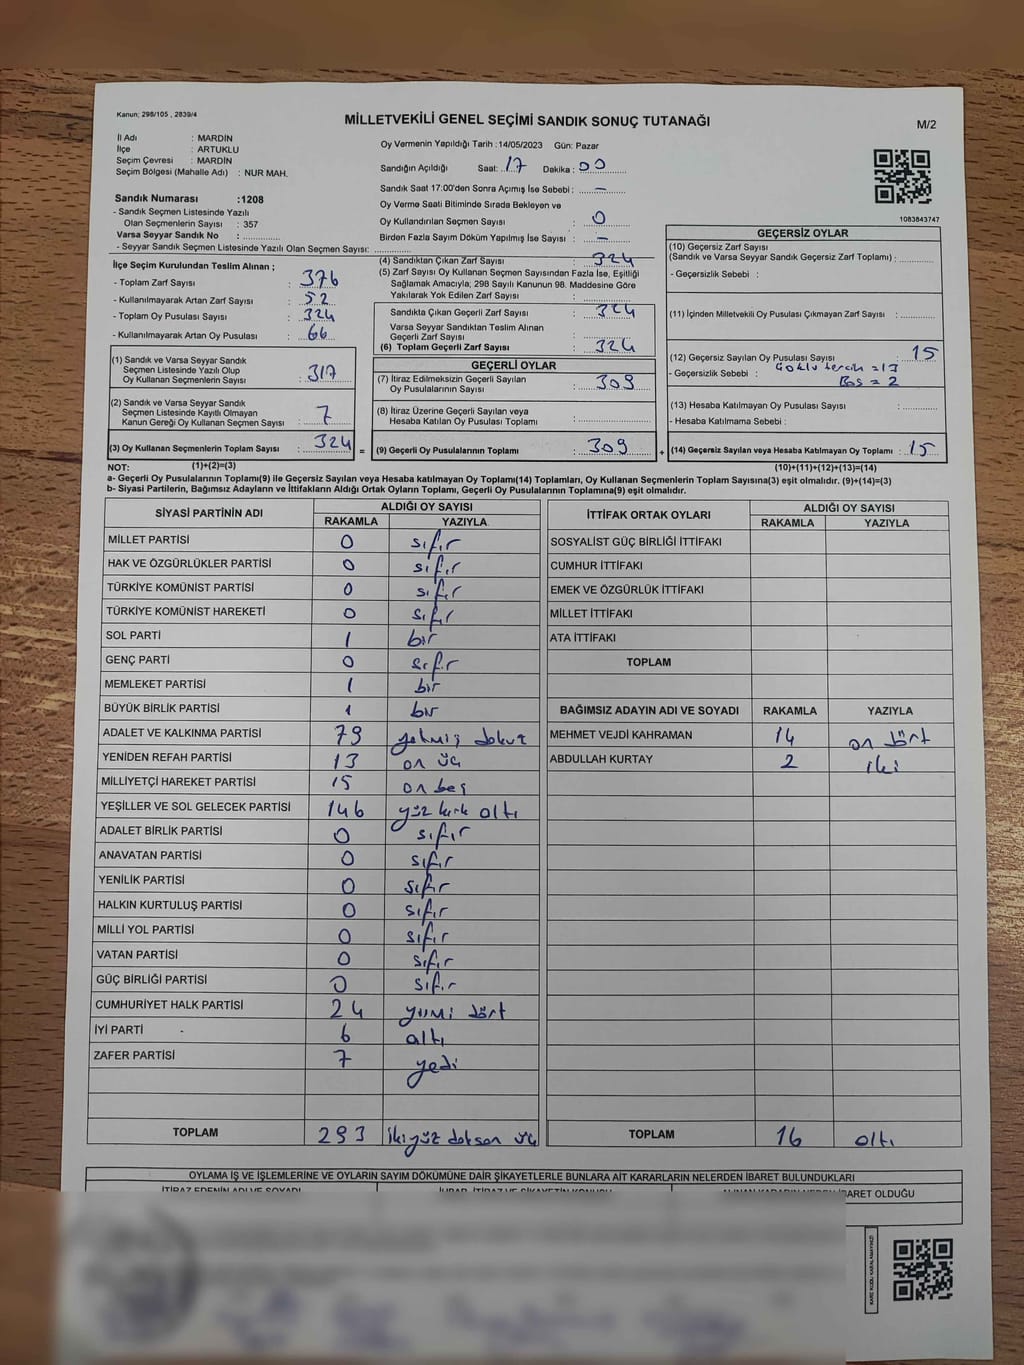 Kanun: 298/105 , 2839/4
MİLLETVEKİLİ GENEL SEÇİMİ SANDIK SONUÇ TUTANAĞI
M/2
İl Adı : MARDİN
İlçe : ARTUKLU
Seçim Çevresi : MARDİN
Seçim Bölgesi (Mahalle Adı) : NUR MAH.
Sandık Numarası :1208
- Sandık Seçmen Listesinde Yazılı
Olan Seçmenlerin Sayısı : 357
Varsa Seyyar Sandık No :
- Seyyar Sandık Seçmen Listesinde Yazılı Olan Seçmen Sayısı:
Oy Vermenin Yapıldığı Tarih :14/05/2023 Gün: Pazar
Sandığın Açıldığı Saat: 17 Dakika: 00
Sandık Saat 17:00'den Sonra Açımış İse Sebebi : –
Oy Verme Saati Bitiminde Sırada Bekleyen ve
Oy Kullandırılan Seçmen Sayısı : 0
Birden Fazla Sayım Döküm Yapılmış İse Sayısı : –
1083843747
İlçe Seçim Kurulundan Teslim Alınan ;
- Toplam Zarf Sayısı : 376
- Kullanılmayarak Artan Zarf Sayısı : 52
- Toplam Oy Pusulası Sayısı : 324
- Kullanılmayarak Artan Oy Pusulası : 66
(1) Sandık ve Varsa Seyyar Sandık
Seçmen Listesinde Yazılı Olup
Oy Kullanan Seçmenlerin Sayısı : 317
(2) Sandık ve Varsa Seyyar Sandık
Seçmen Listesinde Kayıtlı Olmayan
Kanun Gereği Oy Kullanan Seçmen Sayısı : 7
(3) Oy Kullanan Seçmenlerin Toplam Sayısı : 324 =
(4) Sandıktan Çıkan Zarf Sayısı : 324
(5) Zarf Sayısı Oy Kullanan Seçmen Sayısından Fazla İse, Eşitliği
Sağlamak Amacıyla; 298 Sayılı Kanunun 98. Maddesine Göre
Yakılarak Yok Edilen Zarf Sayısı :
Sandıkta Çıkan Geçerli Zarf Sayısı : 324
Varsa Seyyar Sandıktan Teslim Alınan
Geçerli Zarf Sayısı :
(6) Toplam Geçerli Zarf Sayısı : 324
GEÇERLİ OYLAR
(7) İtiraz Edilmeksizin Geçerli Sayılan
Oy Pusulalarının Sayısı : 309
(8) İtiraz Üzerine Geçerli Sayılan veya
Hesaba Katılan Oy Pusulası Toplamı :
(9) Geçerli Oy Pusulalarının Toplamı : 309 +
GEÇERSİZ OYLAR
(10) Geçersiz Zarf Sayısı
(Sandık ve Varsa Seyyar Sandık Geçersiz Zarf Toplamı) :
- Geçersizlik Sebebi :
(11) İçinden Milletvekili Oy Pusulası Çıkmayan Zarf Sayısı :
(12) Geçersiz Sayılan Oy Pusulası Sayısı : 15
- Geçersizlik Sebebi : Çoklu tercih = 13
Boş = 2
(13) Hesaba Katılmayan Oy Pusulası Sayısı :
- Hesaba Katılmama Sebebi :
(14) Geçersiz Sayılan veya Hesaba Katılmayan Oy Toplamı : 15
NOT: (1)+(2)=(3)
(10)+(11)+(12)+(13)=(14)
a- Geçerli Oy Pusulalarının Toplamı(9) ile Geçersiz Sayılan veya Hesaba katılmayan Oy Toplamı(14) Toplamları, Oy Kullanan Seçmenlerin Toplam Sayısına(3) eşit olmalıdır. (9)+(14)=(3)
b- Siyasi Partilerin, Bağımsız Adayların ve İttifakların Aldığı Ortak Oyların Toplamı, Geçerli Oy Pusulalarının Toplamına(9) eşit olmalıdır.
SİYASİ PARTİNİN ADI ALDIĞI OY SAYISI
RAKAMLA YAZIYLA
MİLLET PARTİSİ 0 sıfır
HAK VE ÖZGÜRLÜKLER PARTİSİ 0 sıfır
TÜRKİYE KOMÜNİST PARTİSİ 0 sıfır
TÜRKİYE KOMÜNİST HAREKETİ 0 sıfır
SOL PARTİ 1 bir
GENÇ PARTİ 0 sıfır
MEMLEKET PARTİSİ 1 bir
BÜYÜK BİRLİK PARTİSİ 1 bir
ADALET VE KALKINMA PARTİSİ 79 yetmiş dokuz
YENİDEN REFAH PARTİSİ 13 on üç
MİLLİYETÇİ HAREKET PARTİSİ 15 on beş
YEŞİLLER VE SOL GELECEK PARTİSİ 146 yüz kırk altı
ADALET BİRLİK PARTİSİ 0 sıfır
ANAVATAN PARTİSİ 0 sıfır
YENİLİK PARTİSİ 0 sıfır
HALKIN KURTULUŞ PARTİSİ 0 sıfır
MİLLİ YOL PARTİSİ 0 sıfır
VATAN PARTİSİ 0 sıfır
GÜÇ BİRLİĞİ PARTİSİ 0 sıfır
CUMHURİYET HALK PARTİSİ 24 yirmi dört
İYİ PARTİ 6 altı
ZAFER PARTİSİ 7 yedi
TOPLAM 293 ikiyüz doksan üç
İTTİFAK ORTAK OYLARI ALDIĞI OY SAYISI
RAKAMLA YAZIYLA
SOSYALİST GÜÇ BİRLİĞİ İTTİFAKI
CUMHUR İTTİFAKI
EMEK VE ÖZGÜRLÜK İTTİFAKI
MİLLET İTTİFAKI
ATA İTTİFAKI
TOPLAM
BAĞIMSIZ ADAYIN ADI VE SOYADI RAKAMLA YAZIYLA
MEHMET VEJDİ KAHRAMAN 14 on dört
ABDULLAH KURTAY 2 iki
TOPLAM 16 altı
OYLAMA İŞ VE İŞLEMLERİNE VE OYLARIN SAYIM DÖKÜMÜNE DAİR ŞİKAYETLERLE BUNLARA AİT KARARLARIN NELERDEN İBARET BULUNDUKLARI
İTİRAZ EDENİN ADI VE SOYADI
BARET OLDUĞU